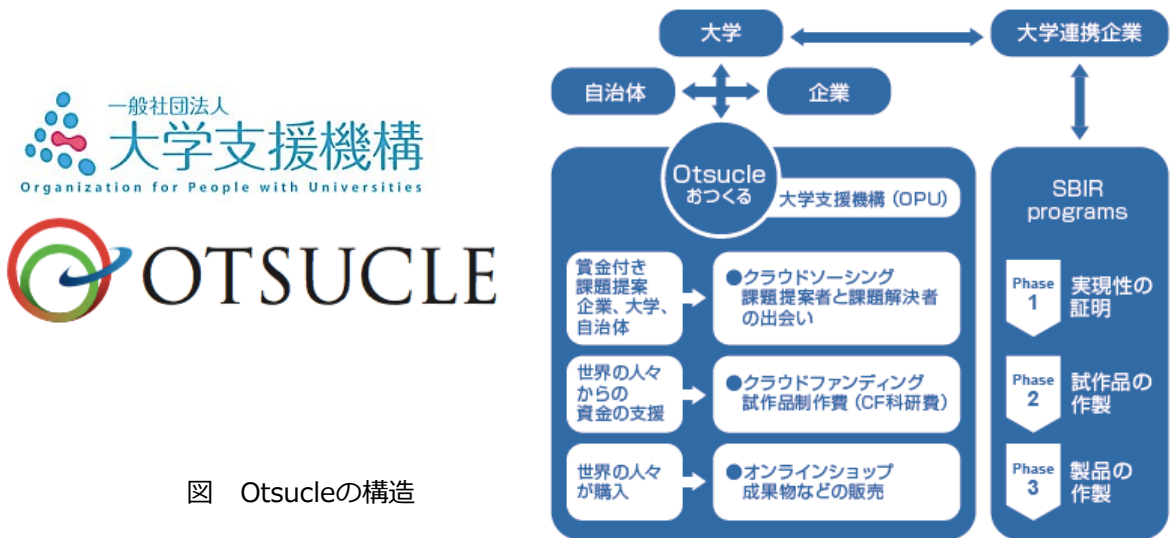 一般社団法人
大学支援機構
Organization for People with Universities
OTSUCLE
図 Otsucleの構造
大学
大学連携企業
自治体
企業
Otsucle
おつくる
大学支援機構（OPU）
賞金付き
課題提案
企業、大学、
自治体
●クラウドソーシング
課題提案者と課題解決者
の出会い
世界の人々
からの
資金の支援
●クラウドファンディング
試作品制作費（CF科研費）
世界の人々
が購入
●オンラインショップ
成果物などの販売
SBIR
programs
Phase
1
実現性の
証明
Phase
2
試作品の
作製
Phase
3
製品の
作製